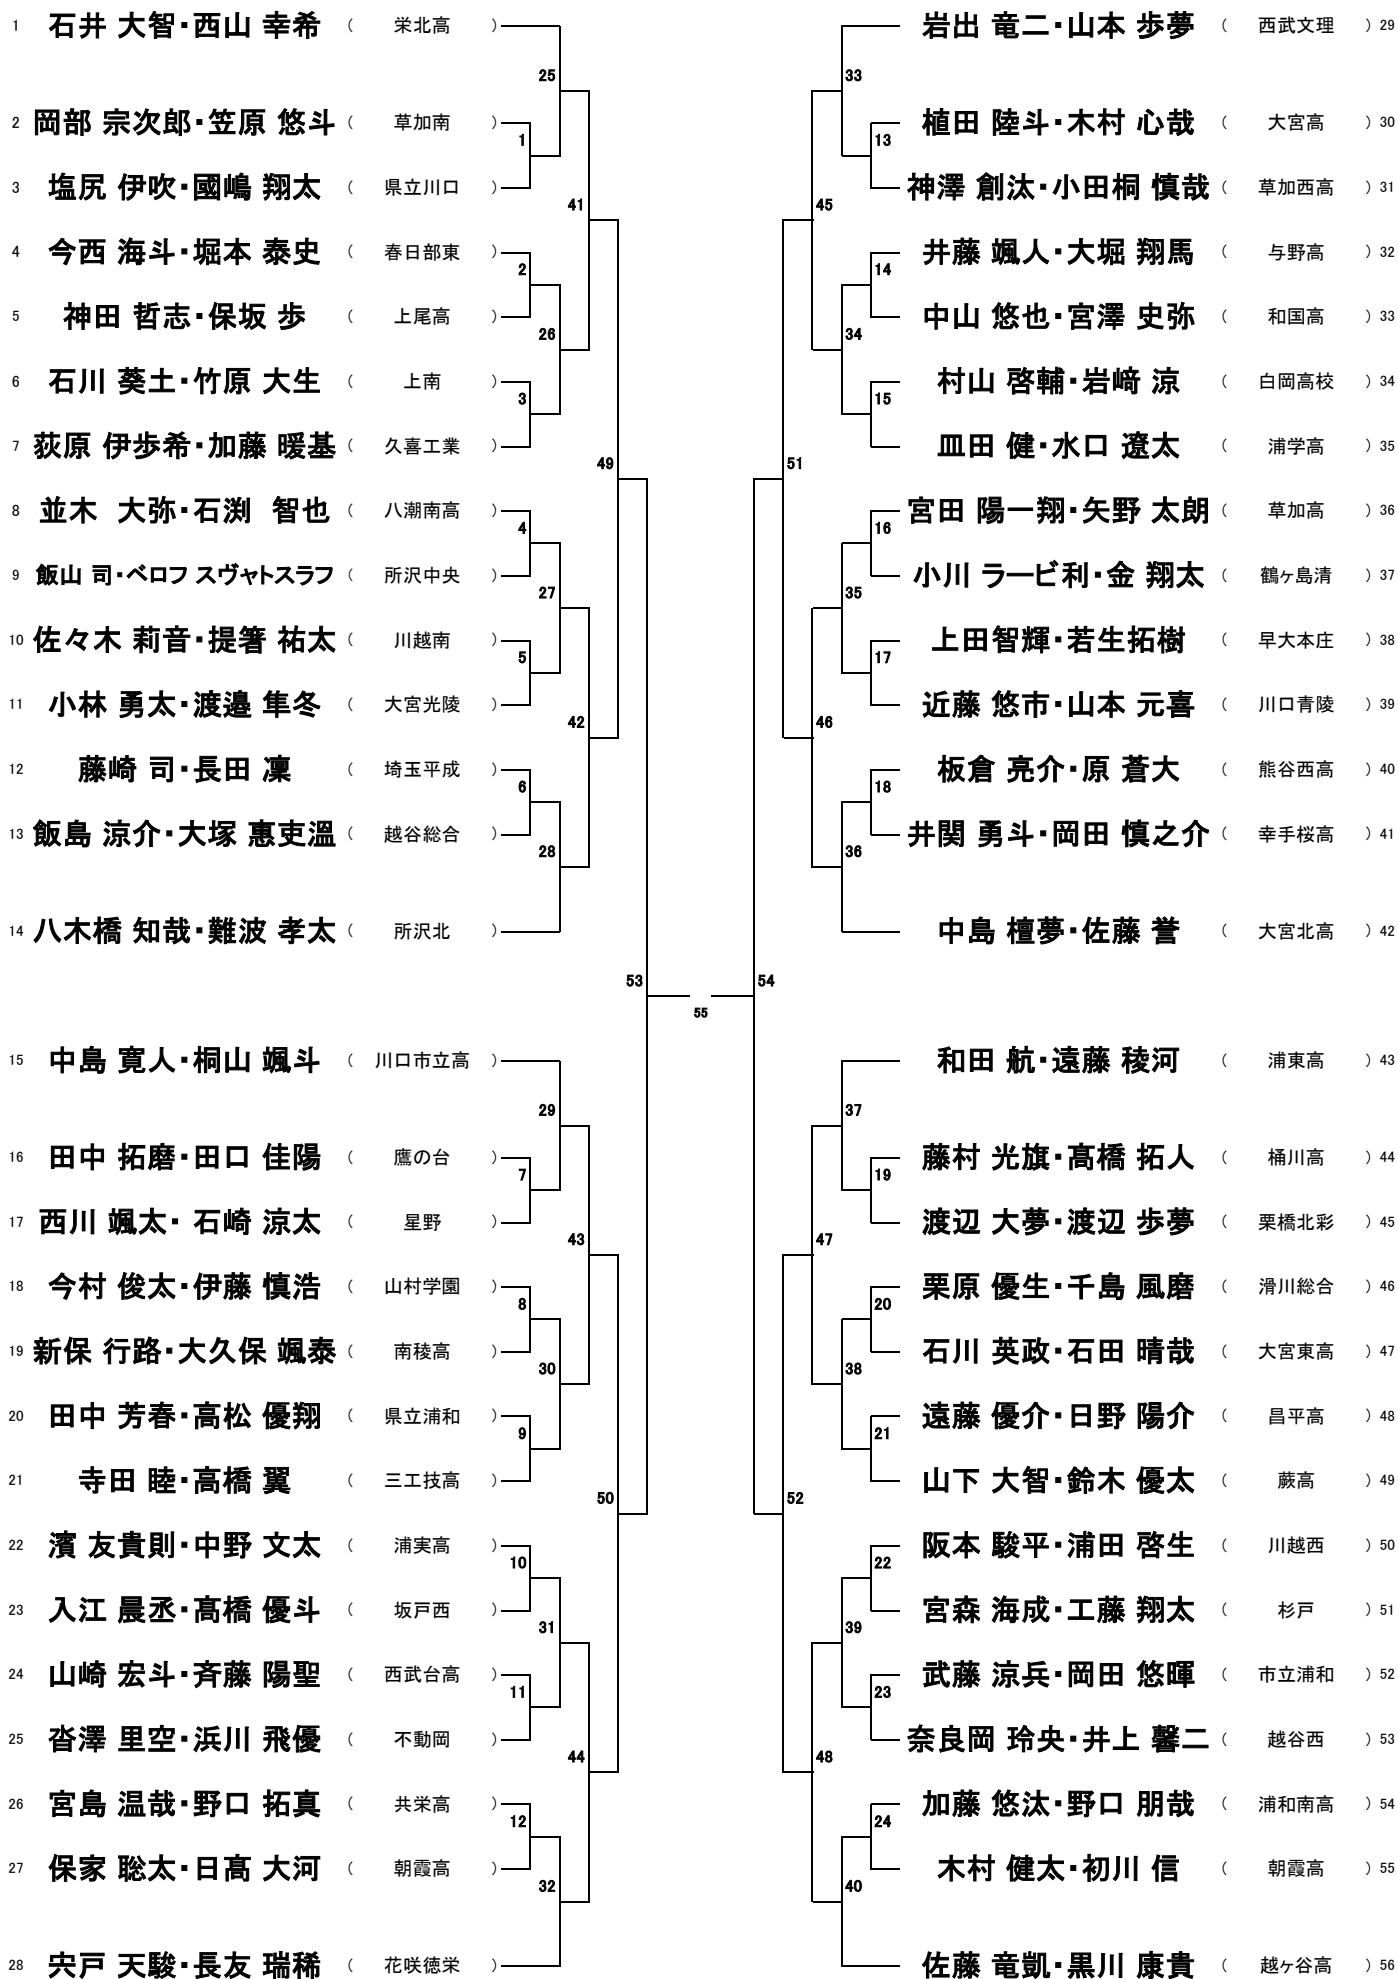 1 石井 大智・西山 幸希 （ 栄北高 ）
25
2 岡部 宗次郎・笠原 悠斗 （ 草加南 ）
1
3 塩尻 伊吹・國嶋 翔太 （ 県立川口 ）
41
4 今西 海斗・堀本 泰史 （ 春日部東 ）
2
5 神田 哲志・保坂 歩 （ 上尾高 ）
26
6 石川 葵土・竹原 大生 （ 上南 ）
3
7 荻原 伊歩希・加藤 暖基 （ 久喜工業 ）
49
8 並木 大弥・石渕 智也 （ 八潮南高 ）
4
9 飯山 司・ベロフ スヴャトスラフ （ 所沢中央 ）
27
10 佐々木 莉音・提箸 祐太 （ 川越南 ）
5
11 小林 勇太・渡邉 隼冬 （ 大宮光陵 ）
42
12 藤崎 司・長田 凜 （ 埼玉平成 ）
6
13 飯島 涼介・大塚 惠吏溫 （ 越谷総合 ）
28
14 八木橋 知哉・難波 孝太 （ 所沢北 ）
53
15 中島 寛人・桐山 颯斗 （ 川口市立高 ）
29
16 田中 拓磨・田口 佳陽 （ 鷹の台 ）
7
17 西川 颯太・ 石崎 涼太 （ 星野 ）
43
18 今村 俊太・伊藤 慎浩 （ 山村学園 ）
8
19 新保 行路・大久保 颯泰 （ 南稜高 ）
30
20 田中 芳春・高松 優翔 （ 県立浦和 ）
9
21 寺田 睦・高橋 翼 （ 三工技高 ）
50
22 濱 友貴則・中野 文太 （ 浦実高 ）
10
23 入江 晨丞・髙橋 優斗 （ 坂戸西 ）
31
24 山崎 宏斗・斉藤 陽聖 （ 西武台高 ）
11
25 沓澤 里空・浜川 飛優 （ 不動岡 ）
44
26 宮島 温哉・野口 拓真 （ 共栄高 ）
12
27 保家 聡太・日髙 大河 （ 朝霞高 ）
32
28 宍戸 天駿・長友 瑞稀 （ 花咲徳栄 ）
55
岩出 竜二・山本 歩夢 （ 西武文理 ） 29
33
植田 陸斗・木村 心哉 （ 大宮高 ） 30
13
神澤 創汰・小田桐 慎哉 （ 草加西高 ） 31
45
井藤 颯人・大堀 翔馬 （ 与野高 ） 32
14
中山 悠也・宮澤 史弥 （ 和国高 ） 33
34
村山 啓輔・岩﨑 涼 （ 白岡高校 ） 34
15
皿田 健・水口 遼太 （ 浦学高 ） 35
51
宮田 陽一翔・矢野 太朗 （ 草加高 ） 36
16
小川 ラービ利・金 翔太 （ 鶴ヶ島清 ） 37
35
上田智輝・若生拓樹 （ 早大本庄 ） 38
17
近藤 悠市・山本 元喜 （ 川口青陵 ） 39
46
板倉 亮介・原 蒼大 （ 熊谷西高 ） 40
18
井関 勇斗・岡田 慎之介 （ 幸手桜高 ） 41
36
中島 檀夢・佐藤 誉 （ 大宮北高 ） 42
54
和田 航・遠藤 稜河 （ 浦東高 ） 43
37
藤村 光旗・髙橋 拓人 （ 桶川高 ） 44
19
渡辺 大夢・渡辺 歩夢 （ 栗橋北彩 ） 45
47
栗原 優生・千島 風磨 （ 滑川総合 ） 46
20
石川 英政・石田 晴哉 （ 大宮東高 ） 47
38
遠藤 優介・日野 陽介 （ 昌平高 ） 48
21
山下 大智・鈴木 優太 （ 蕨高 ） 49
52
阪本 駿平・浦田 啓生 （ 川越西 ） 50
22
宮森 海成・工藤 翔太 （ 杉戸 ） 51
39
武藤 涼兵・岡田 悠暉 （ 市立浦和 ） 52
23
奈良岡 玲央・井上 馨二 （ 越谷西 ） 53
48
加藤 悠汰・野口 朋哉 （ 浦和南高 ） 54
24
木村 健太・初川 信 （ 朝霞高 ） 55
40
佐藤 竜凱・黒川 康貴 （ 越ヶ谷高 ） 56